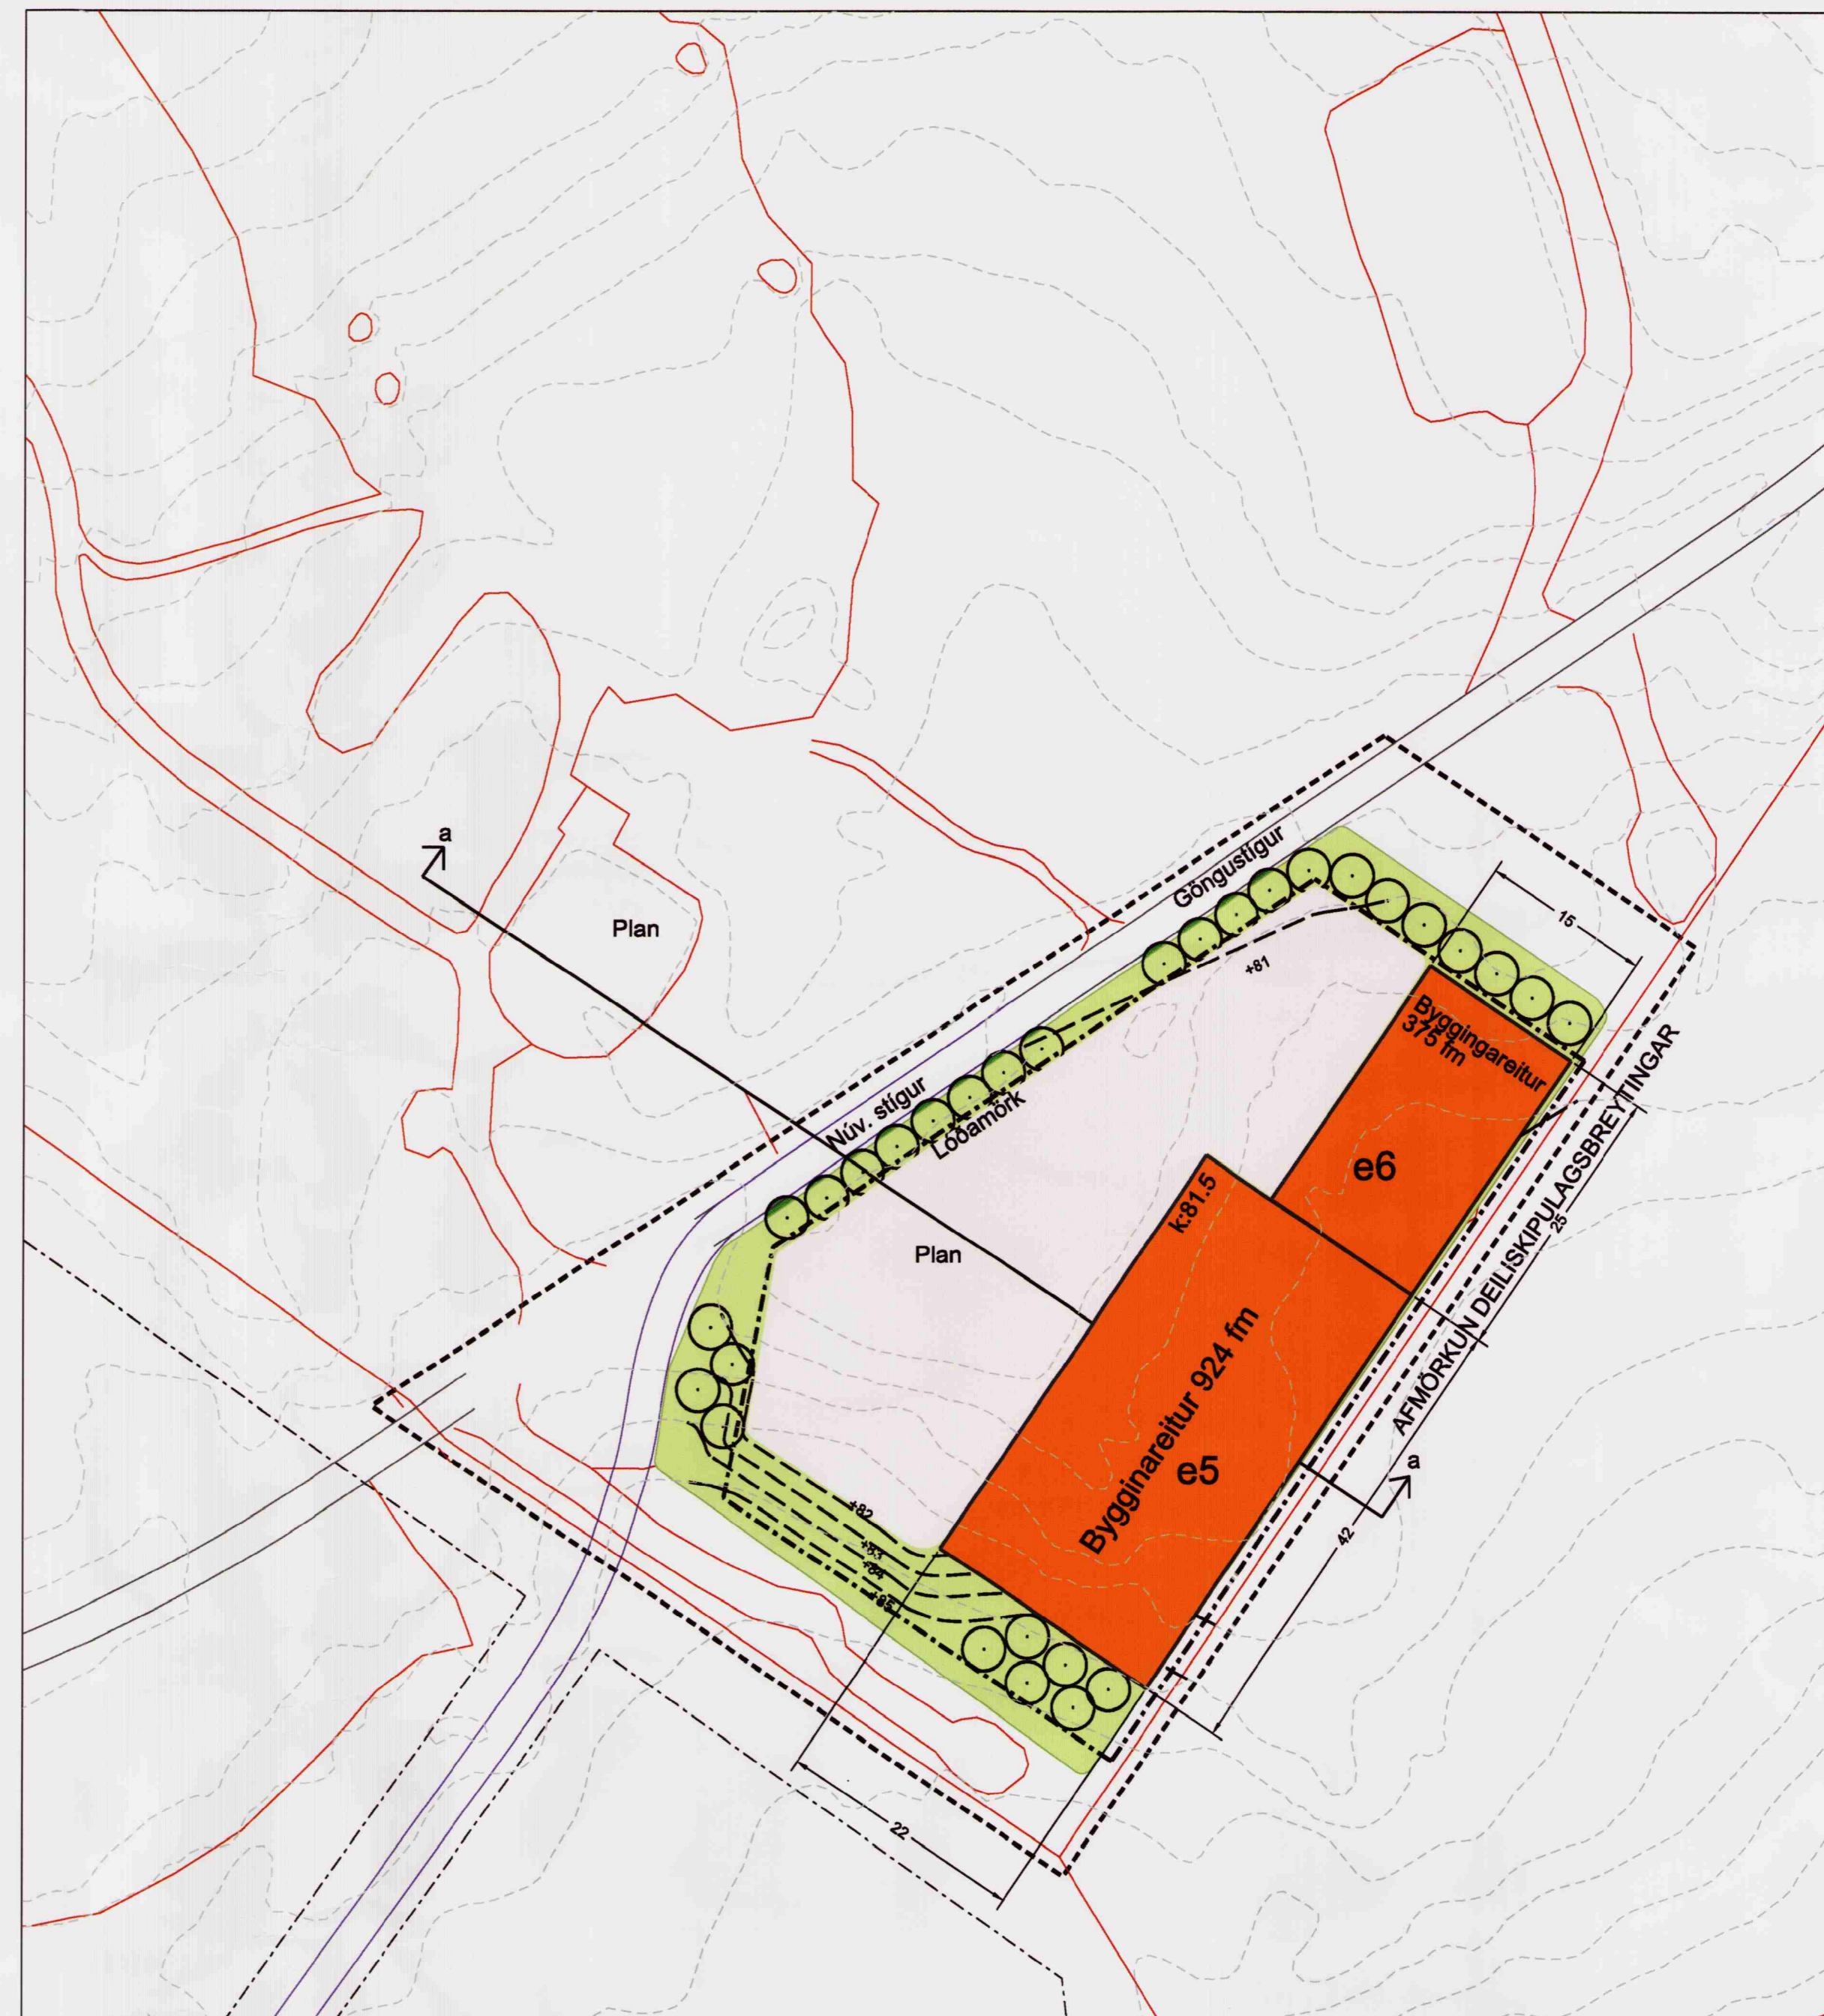 a
Plan
Göngustígur
15
+81
Byggingareitur
375 fm
Núv. stígur
Lóðamörk
e6
k:81.5
AFMÖRKUN DEILISKIPULAGSBREYTINGAR
25
Plan
Bygginareitur 924 fm
e5
a
42
+82
+83
+84
+85
22